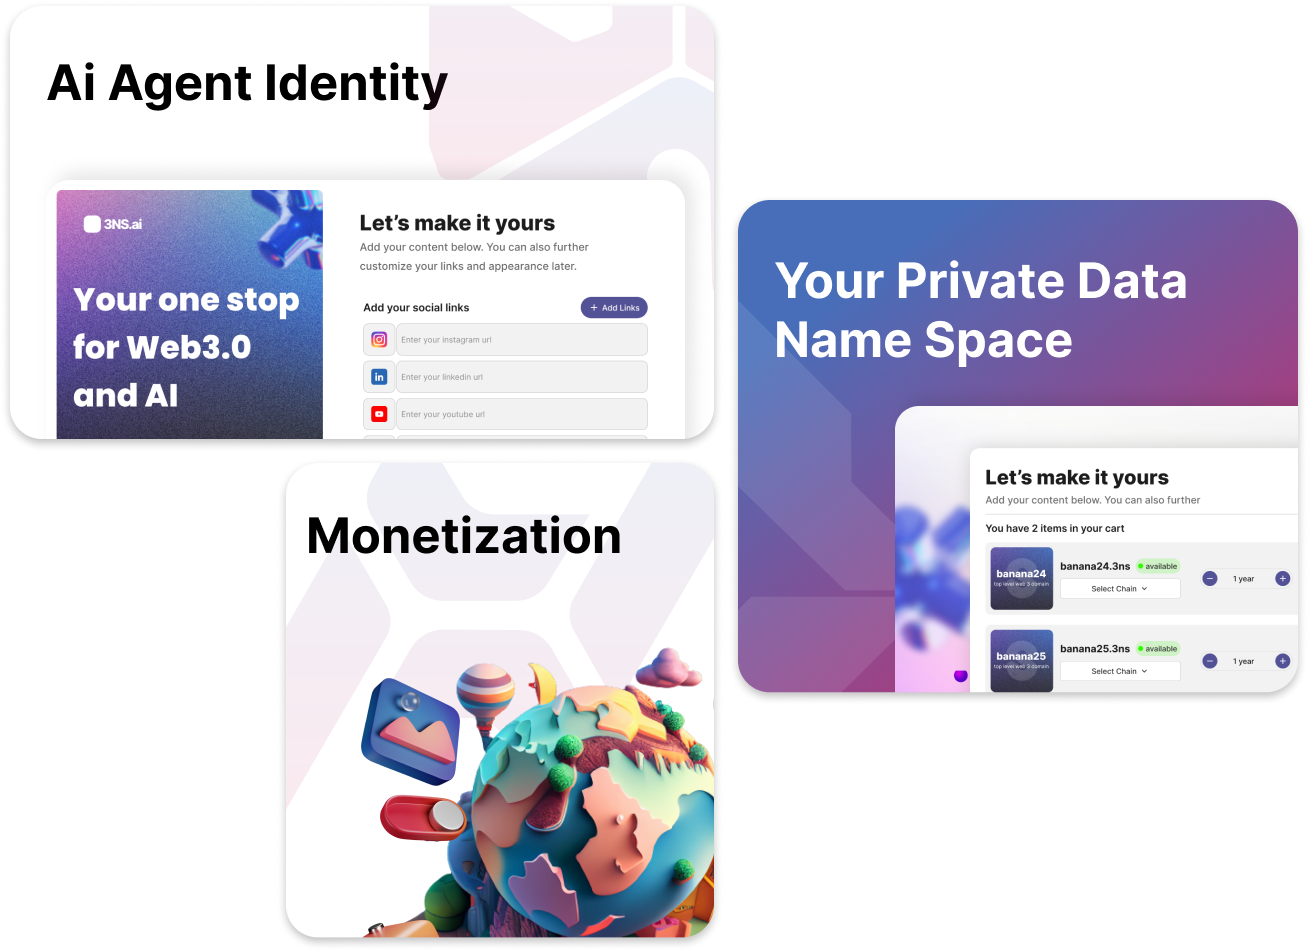 Ai Agent Identity
3NS.ai
Your one stop
for Web3.0
and AI
Let's make it yours
Add your content below. You can also further
customize your links and appearance later.
Add your social links
+ Add Links
Enter your instagram url
in
Enter your linkedin url
Enter your youtube url
Your Private Data
Name Space
Let's make it yours
Add your content below. You can also further
You have 2 items in your cart
banana24
top level web 3 domain
banana24.3ns
available
Select Chain
1 year
banana25
top level web 3 domain
banana25.3ns
available
Select Chain
1 year
Monetization